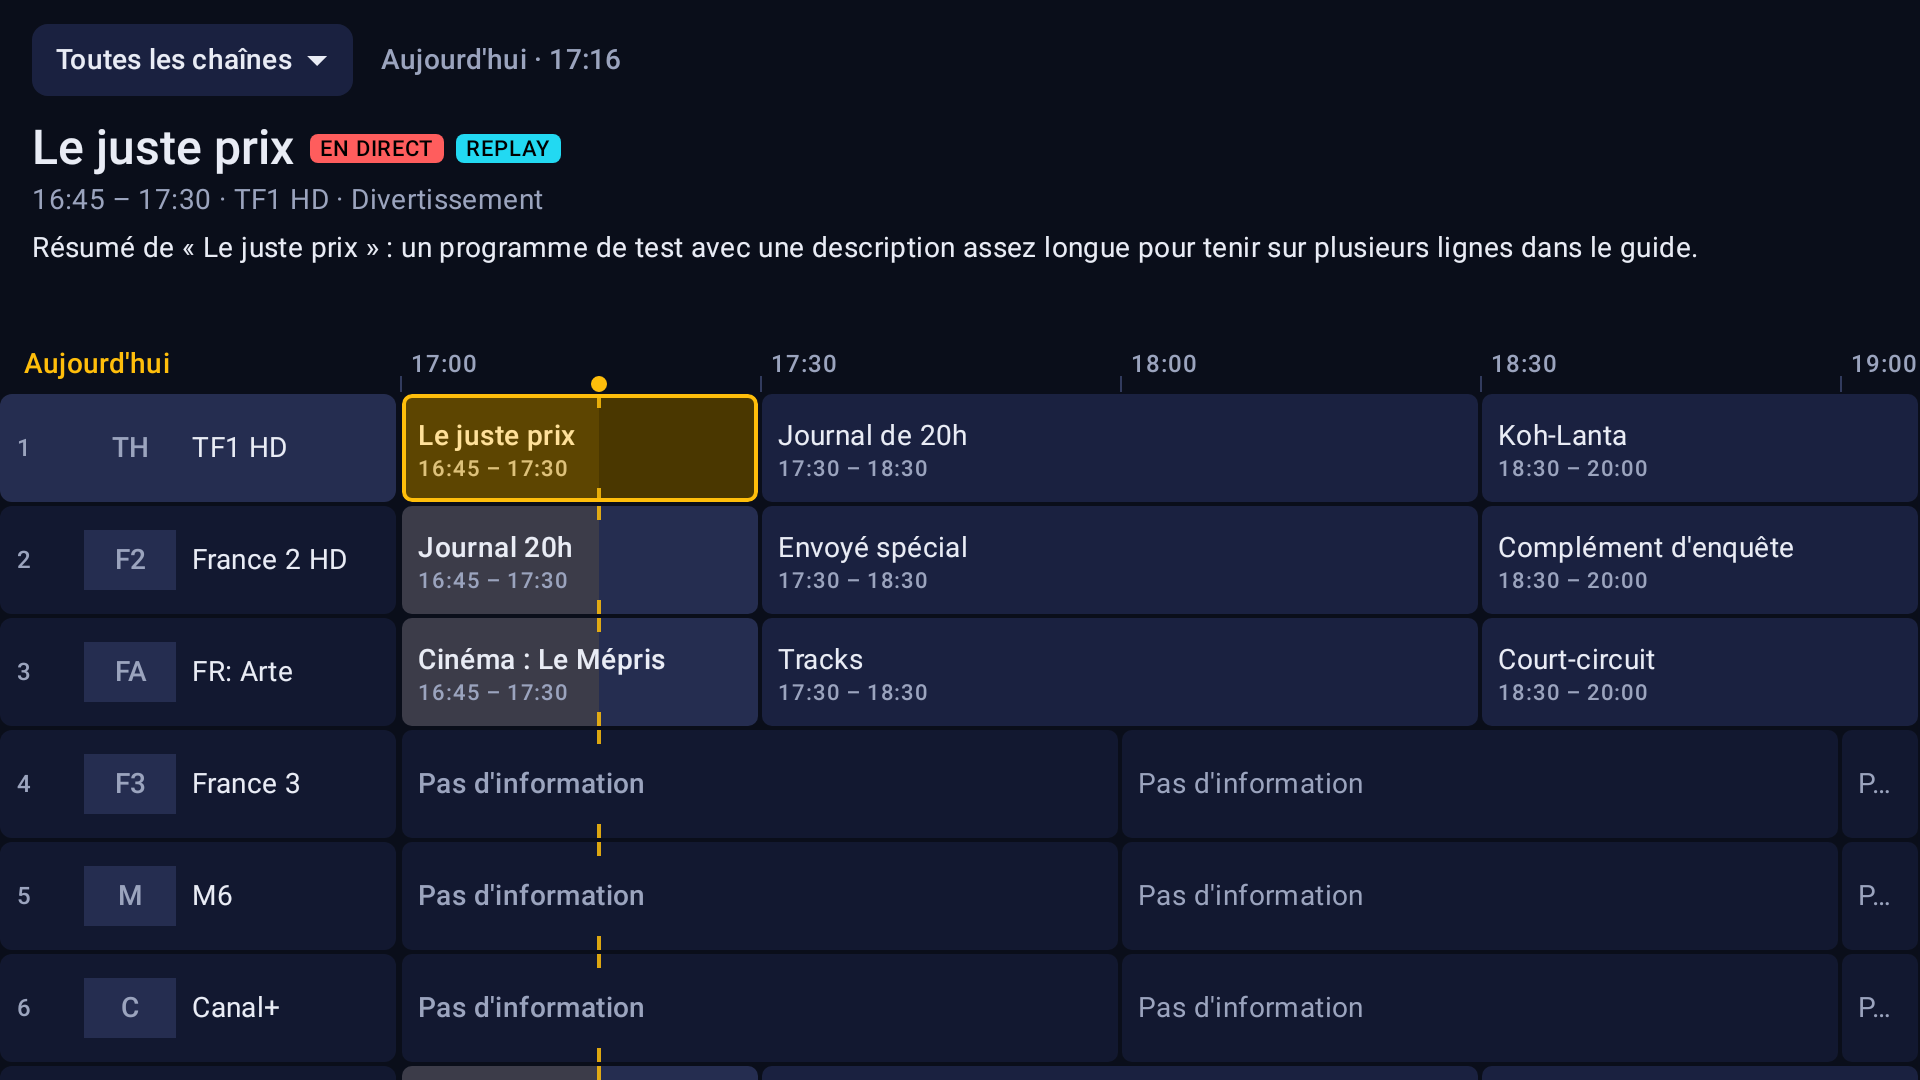 Toutes les chaînes
Aujourd'hui · 17:16
Le juste prix EN DIRECT REPLAY
16:45 – 17:30 · TF1 HD · Divertissement
Résumé de « Le juste prix » : un programme de test avec une description assez longue pour tenir sur plusieurs lignes dans le guide.
Aujourd'hui 17:00 17:30 18:00 18:30 19:00
1 TH TF1 HD
Le juste prix
16:45 – 17:30
Journal de 20h
17:30 – 18:30
Koh-Lanta
18:30 – 20:00
2 F2 France 2 HD
Journal 20h
16:45 – 17:30
Envoyé spécial
17:30 – 18:30
Complément d'enquête
18:30 – 20:00
3 FA FR: Arte
Cinéma : Le Mépris
16:45 – 17:30
Tracks
17:30 – 18:30
Court-circuit
18:30 – 20:00
4 F3 France 3 Pas d'information Pas d'information P...
5 M M6 Pas d'information Pas d'information P...
6 C Canal+ Pas d'information Pas d'information P...